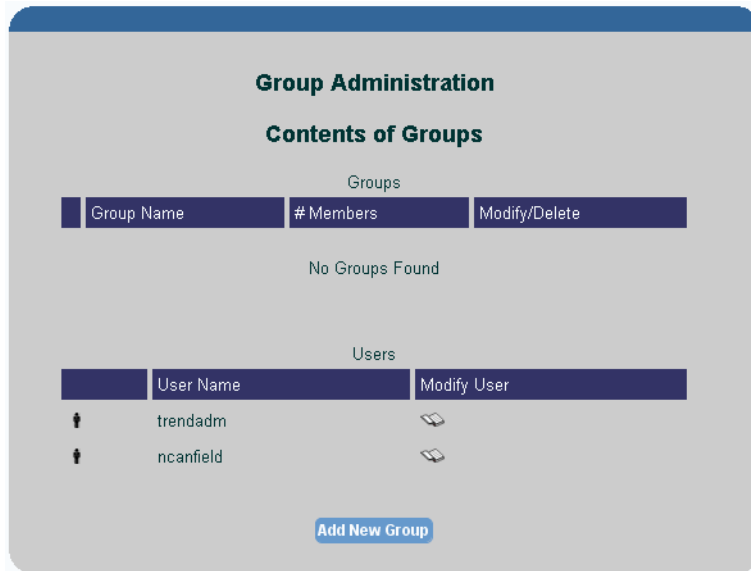 Group Administration
Contents of Groups
Groups
Group Name # Members Modify/Delete
No Groups Found
Users
User Name Modify User
trendadm
ncanfield
Add New Group